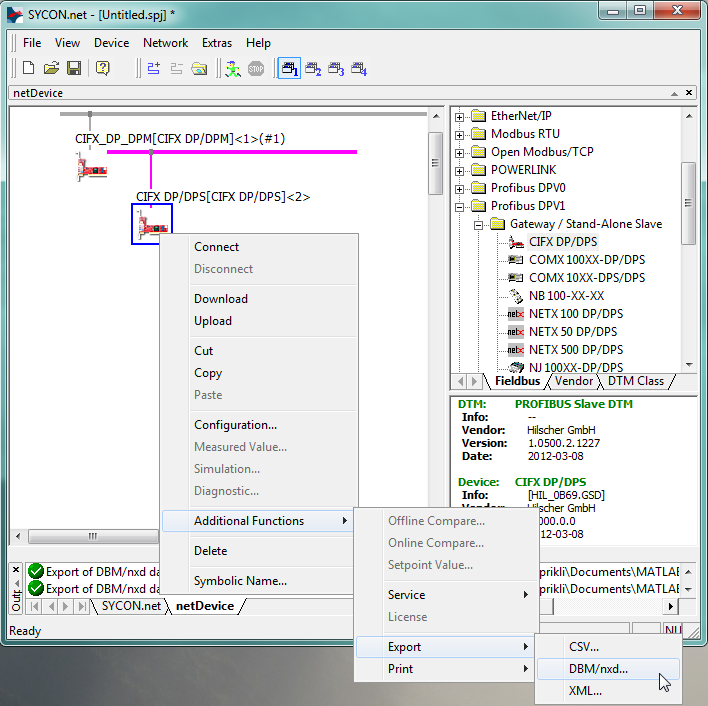 SYCON.net - [Untitled.spj] *
File View Device Network Extras Help
netDevice
CIFX_DP_DPM[CIFX DP/DPM]<1>(#1)
CIFX DP/DPS[CIFX DP/DPS]<2>
Connect
Disconnect
Download
Upload
Cut
Copy
Paste
Configuration...
Measured Value...
Simulation...
Diagnostic...
Additional Functions
Delete
Symbolic Name...
Offline Compare...
Online Compare...
Setpoint Value...
Service
License
Export
Print
CSV...
DBM/nxd...
XML...
EtherNet/IP
Modbus RTU
Open Modbus/TCP
POWERLINK
Profibus DPV0
Profibus DPV1
Gateway / Stand-Alone Slave
CIFX DP/DPS
COMX 100XX-DP/DPS
COMX 10XX-DPS/DPS
NB 100-XX-XX
NETX 100 DP/DPS
NETX 50 DP/DPS
NETX 500 DP/DPS
NJ 100XX-DP/DPS
Fieldbus Vendor DTM Class
DTM: PROFIBUS Slave DTM
Info: --
Vendor: Hilscher GmbH
Version: 1.0500.2.1227
Date: 2012-03-08
Device: CIFX DP/DPS
Info: [HIL_0B69.GSD]
Hilscher GmbH
000.0.0
12-03-08
Export of DBM/nxd da
prikli\Documents\MATLAB
Export of DBM/nxd da
prikli\Documents\MATLAB
SYCON.net netDevice
Ready
NU